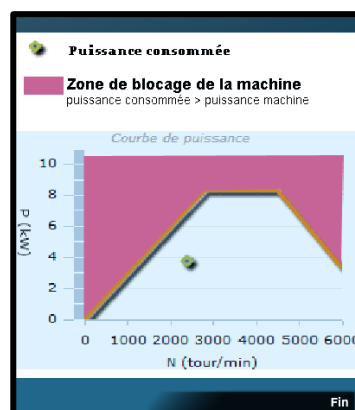 Puissance consommée
Zone de blocage de la machine
puissance consommée > puissance machine
Courbe de puissance
10
8
6
4
2
0
P (kW)
0 1000 2000 3000 4000 5000 6000
N (tour/min)
Fin